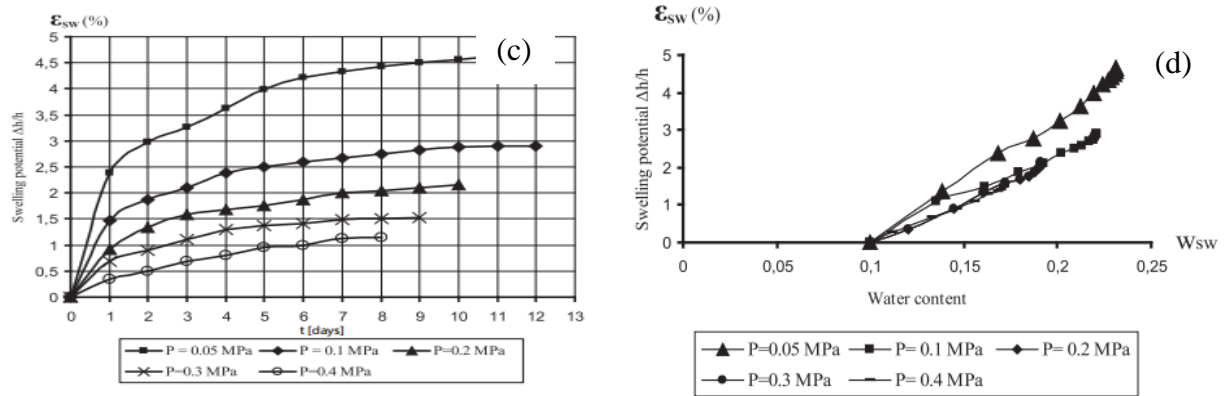 εsw (%)
(c)
Swelling potential Δh/h
5
4,5
4
3,5
3
2,5
2
1,5
1
0,5
0
0 1 2 3 4 5 6 7 8 9 10 11 12 13
t [days]
P = 0.05 MPa P = 0.1 MPa P=0.2 MPa
P=0.3 MPa P=0.4 MPa
εsw (%)
(d)
Swelling potential Δh/h
5
4
3
2
1
0
0 0,05 0,1 0,15 0,2 0,25
Wsw
Water content
P=0.05 MPa P= 0.1 MPa P= 0.2 MPa
P=0.3 MPa P= 0.4 MPa